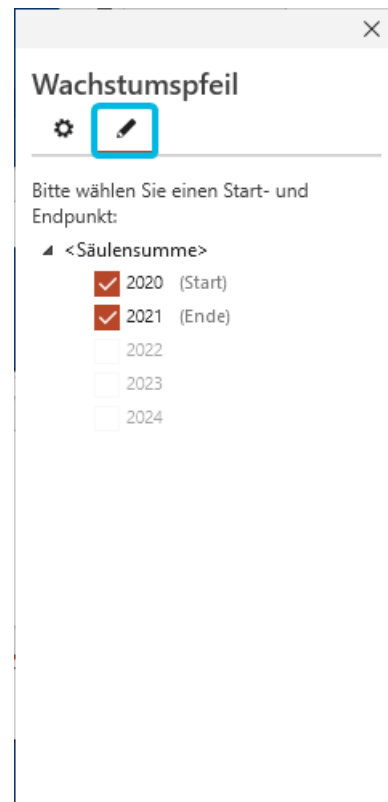 Wachstumspfeil
Bitte wählen Sie einen Start- und
Endpunkt:
<Säulensumme>
2020 (Start)
2021 (Ende)
2022
2023
2024